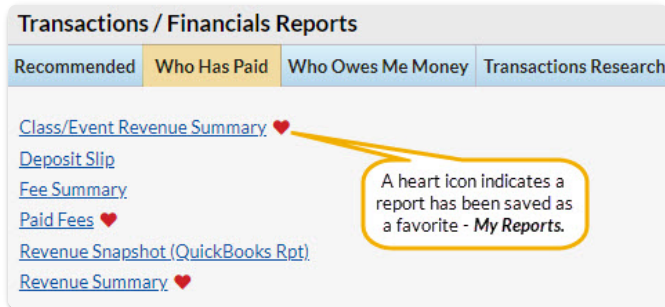 Transactions / Financials Reports
Recommended Who Has Paid Who Owes Me Money Transactions Research
Class/Event Revenue Summary
Deposit Slip
Fee Summary
Paid Fees
Revenue Snapshot (QuickBooks Rpt)
Revenue Summary
A heart icon indicates a
report has been saved as
a favorite - My Reports.